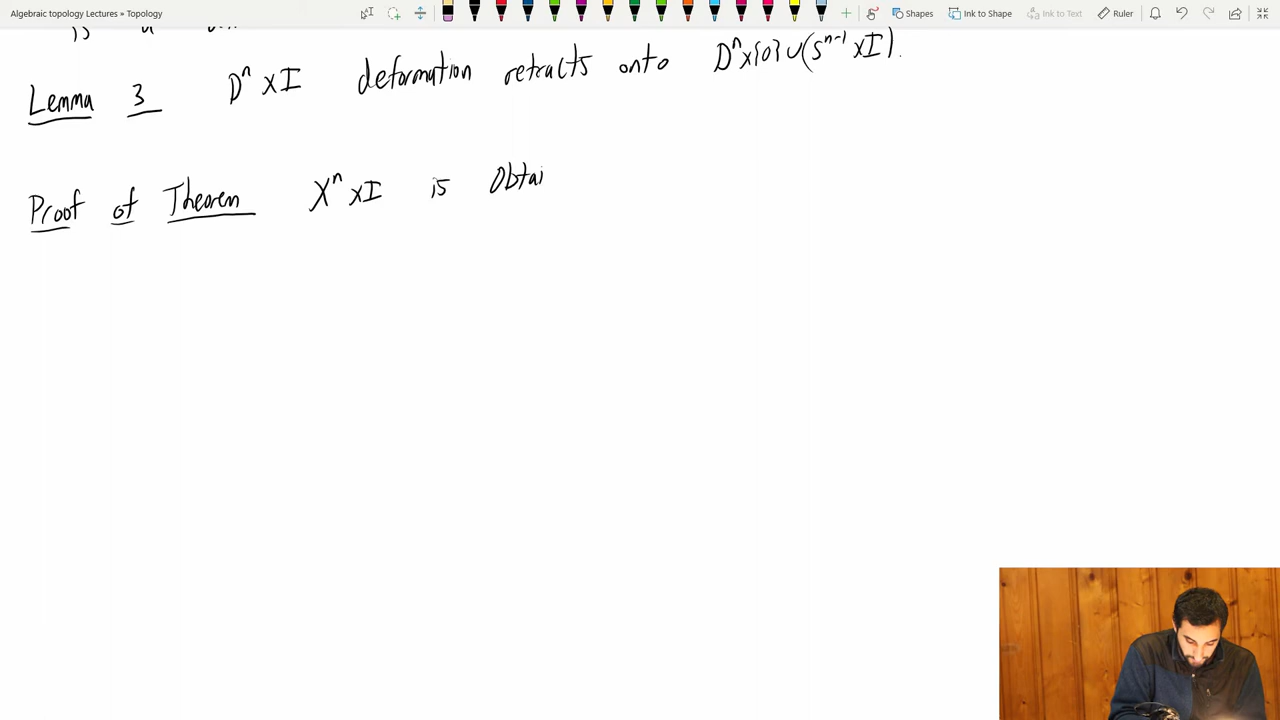 Algebraic topology Lectures » Topology
Shapes Ink to Shape Ink to Text Ruler
is a
Lemma 3 Dⁿ×I deformation retracts onto Dⁿ×{0}∪(Sⁿ⁻¹×I).
Proof of Theorem Xⁿ×I is Obtai